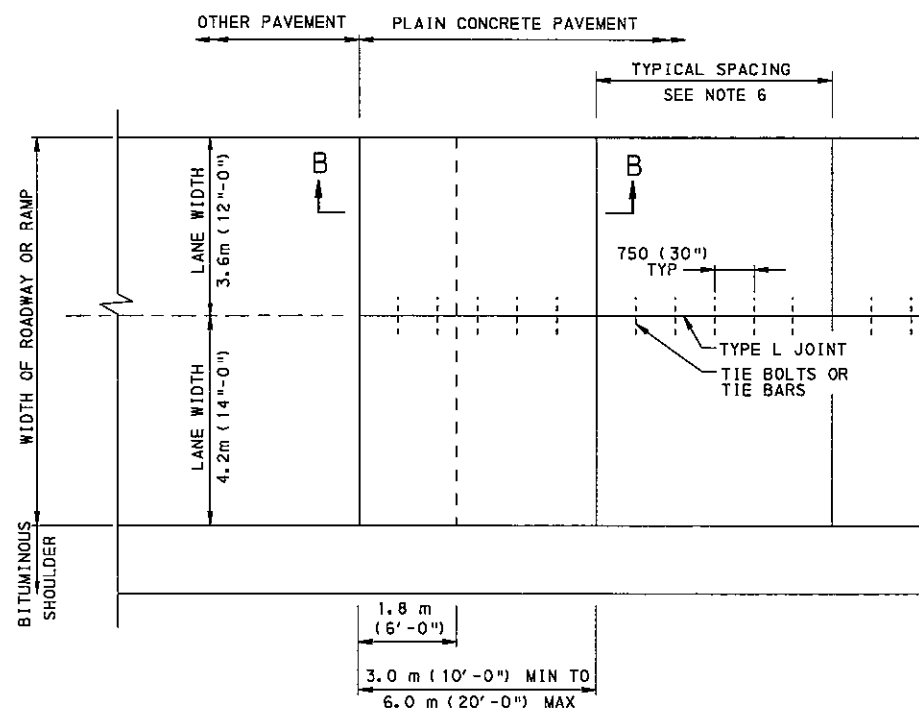 OTHER PAVEMENT
PLAIN CONCRETE PAVEMENT
TYPICAL SPACING
SEE NOTE 6
WIDTH OF ROADWAY OR RAMP
LANE WIDTH
3.6m (12"-0")
B
B
750 (30")
TYP
TYPE L JOINT
TIE BOLTS OR
TIE BARS
LANE WIDTH
4.2m (14"-0")
BITUMINOUS
SHOULDER
1.8 m
(6'-0")
3.0 m (10'-0") MIN TO
6.0 m (20'-0") MAX